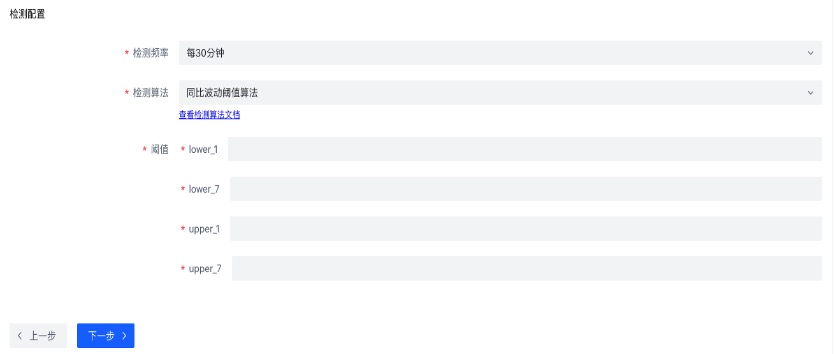 检测配置
* 检测频率 每30分钟
* 检测算法 同比波动阈值算法
查看检测算法文档
* 阈值 * lower_1
* lower_7
* upper_1
* upper_7
上一步 下一步